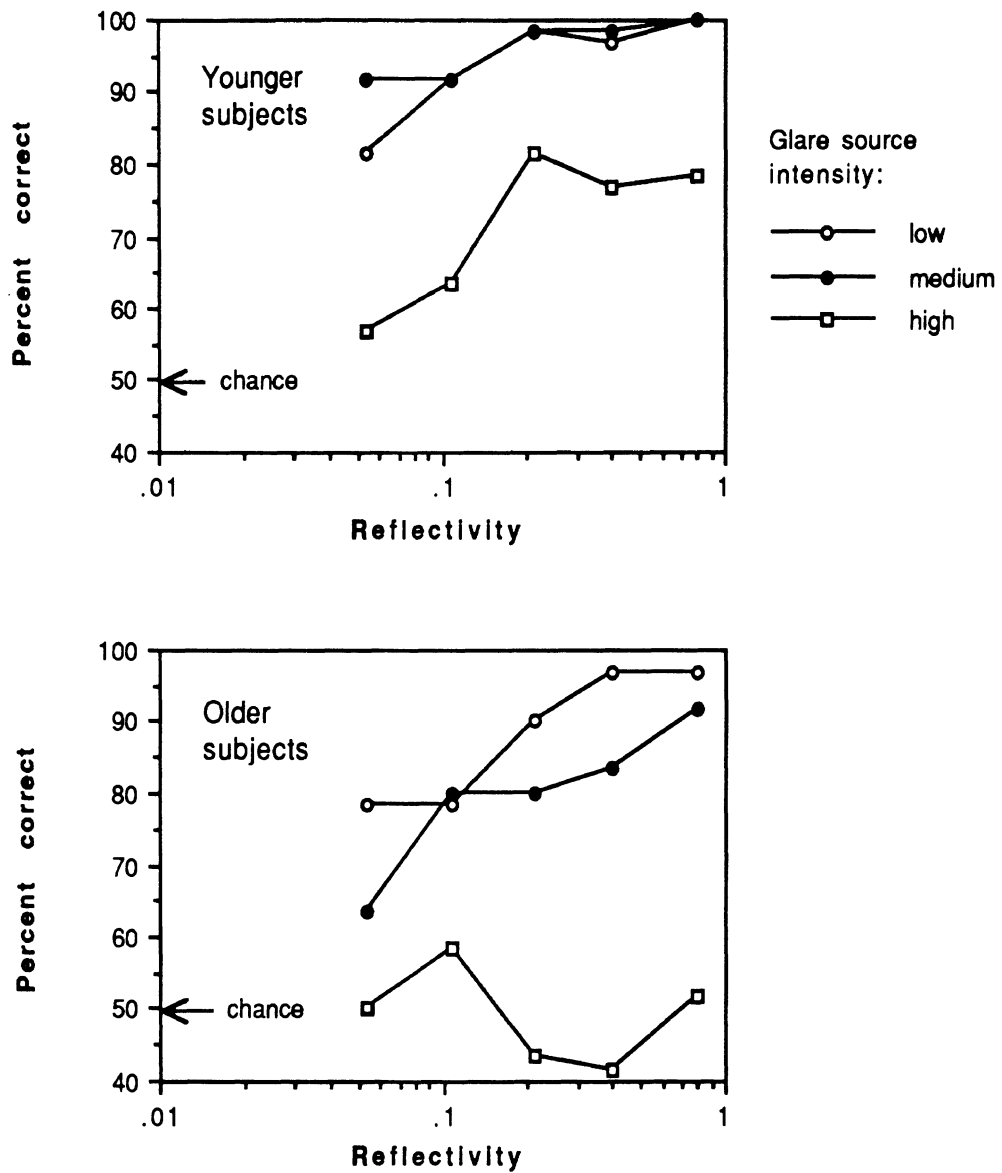 100
90
80
70
60
50
40
Percent correct
Younger
subjects
chance
.01
.1
1
Reflectivity
Glare source
intensity:
low
medium
high
100
90
80
70
60
50
40
Percent correct
Older
subjects
chance
.01
.1
1
Reflectivity